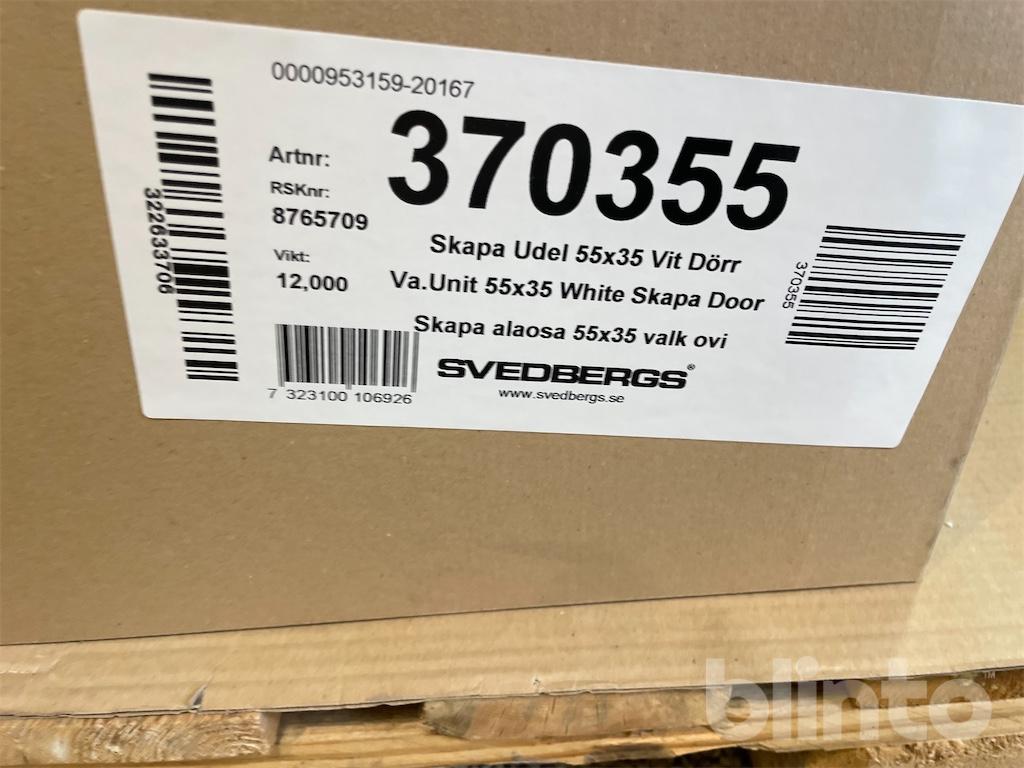 0000953159-20167
Artnr:
370355
RSKnr:
8765709
Vikt:
12,000
Skapa Udel 55x35 Vit Dörr
Va.Unit 55x35 White Skapa Door
Skapa alaosa 55x35 valk ovi
SVEDBERGS®
www.svedbergs.se
7 323100 106926
322633706
370355
blinto™